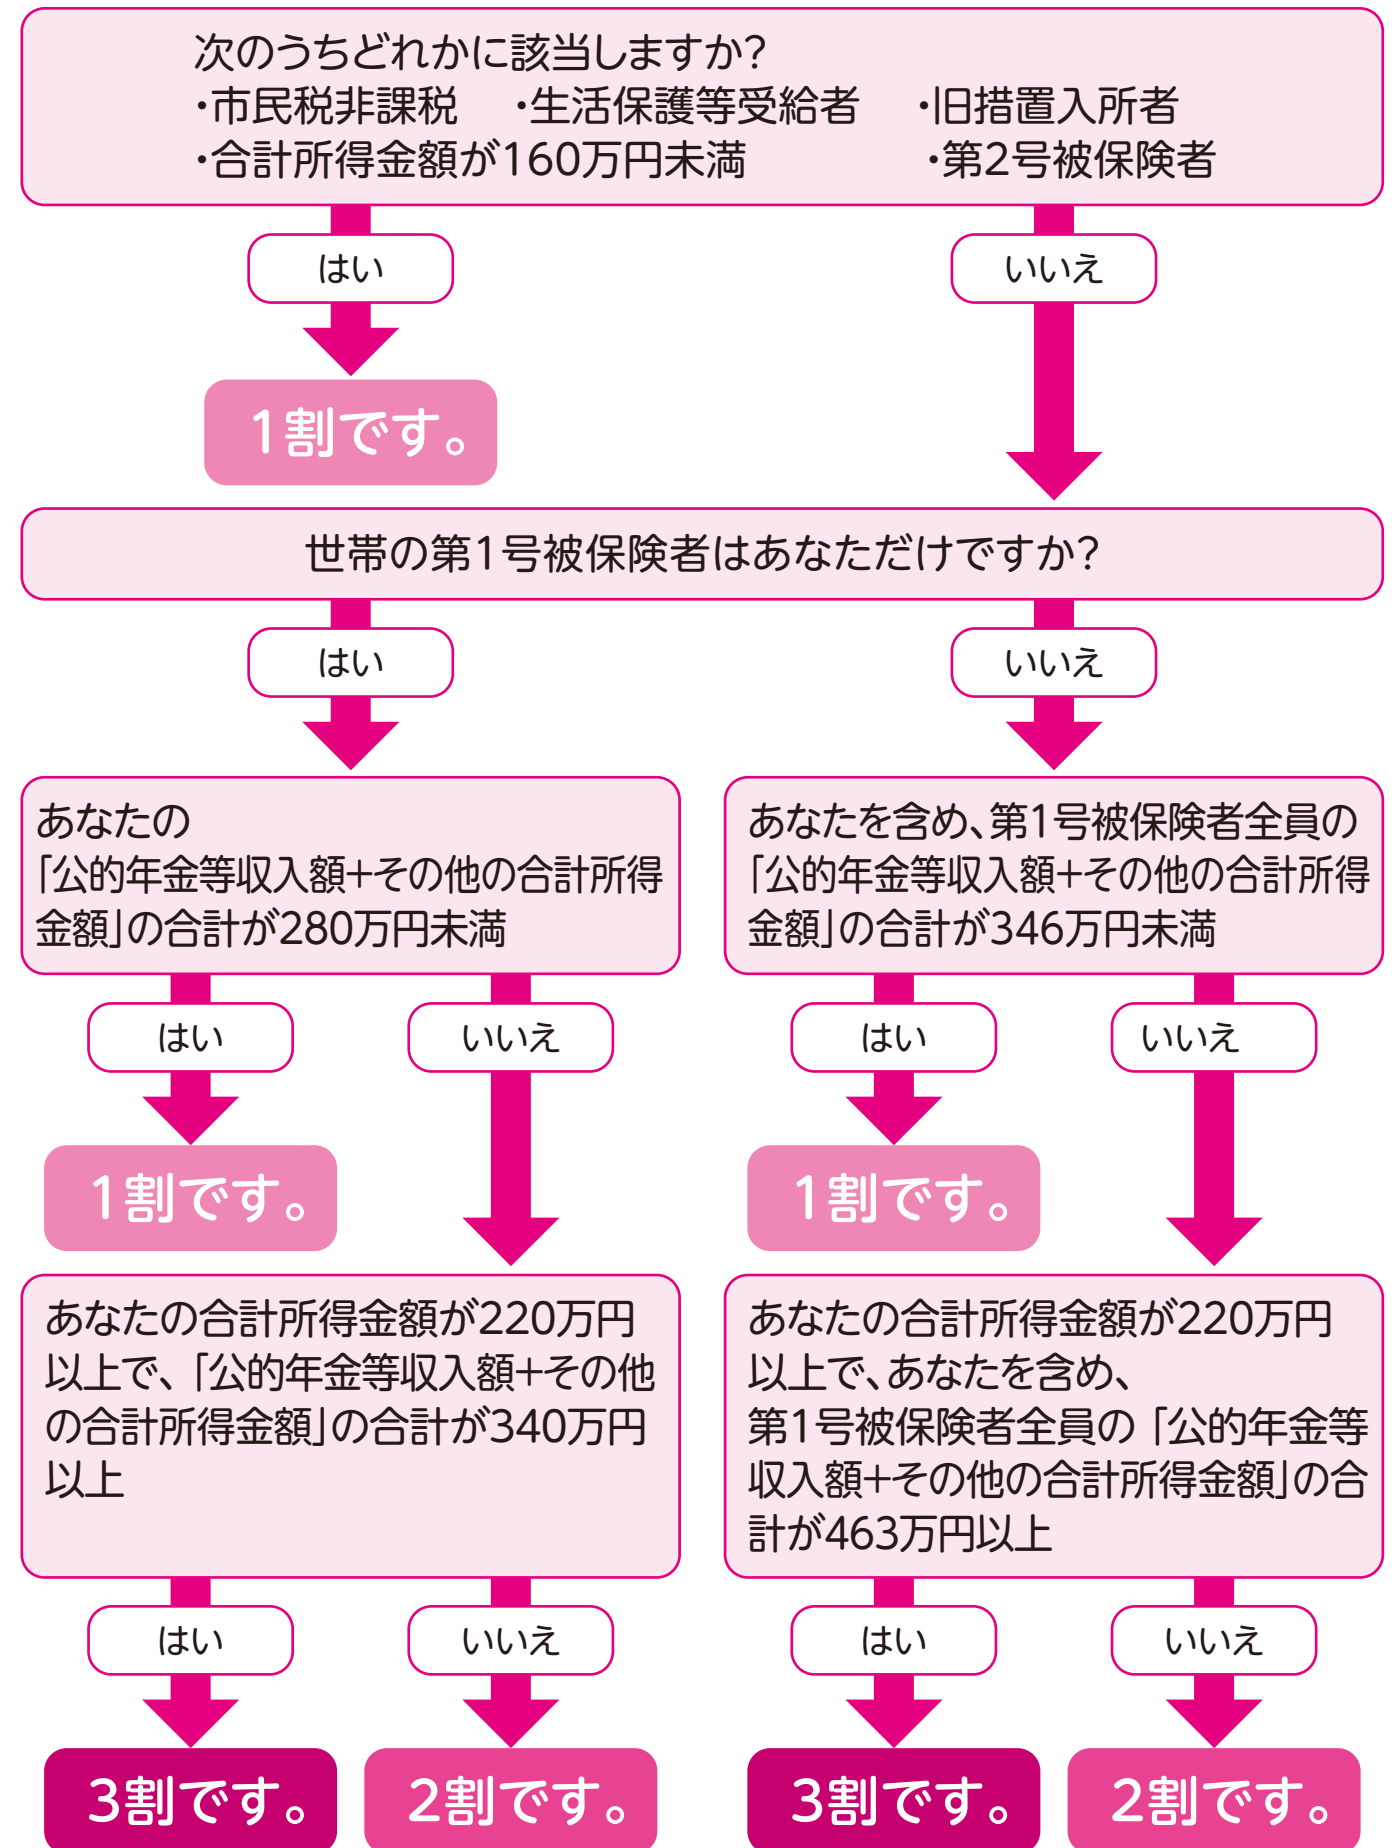 次のうちどれかに該当しますか？
・市民税非課税　・生活保護等受給者　・旧措置入所者
・合計所得金額が160万円未満　・第2号被保険者
はい
いいえ
1割です。
世帯の第1号被保険者はあなただけですか？
はい
いいえ
あなたの
「公的年金等収入額＋その他の合計所得
金額」の合計が280万円未満
あなたを含め、第1号被保険者全員の
「公的年金等収入額＋その他の合計所得
金額」の合計が346万円未満
はい
いいえ
はい
いいえ
1割です。
1割です。
あなたの合計所得金額が220万円
以上で、「公的年金等収入額＋その他
の合計所得金額」の合計が340万円
以上
あなたの合計所得金額が220万円
以上で、あなたを含め、
第1号被保険者全員の「公的年金等
収入額＋その他の合計所得金額」の合
計が463万円以上
はい
いいえ
はい
いいえ
3割です。
2割です。
3割です。
2割です。